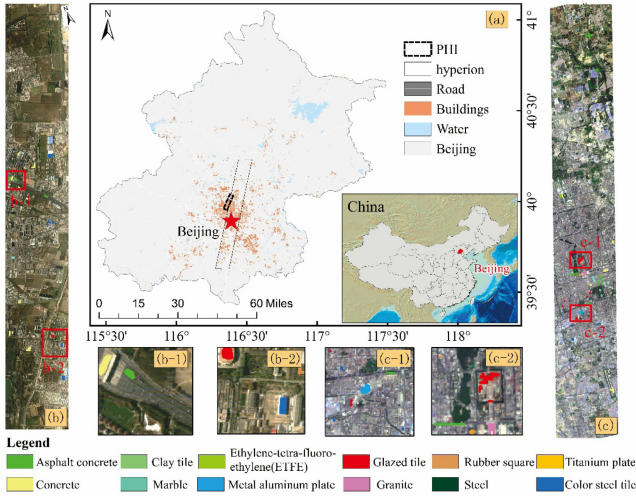 N
N
(a)
PHI
hyperion
Road
Buildings
Water
Beijing
41°
40°30'
40°
39°30'
Beijing
China
Beijing
0 15 30 60 Miles
115°30' 116° 116°30' 117° 117°30' 118°
b-1
b-2
(b)
c-1
c-2
(c)
(b-1) (b-2) (c-1) (c-2)
Legend
Asphalt concrete Clay tile Ethylene-tetra-fluoro-
ethylene(ETFE) Glazed tile Rubber square Titanium plate
Concrete Marble Metal aluminum plate Granite Steel Color steel tile